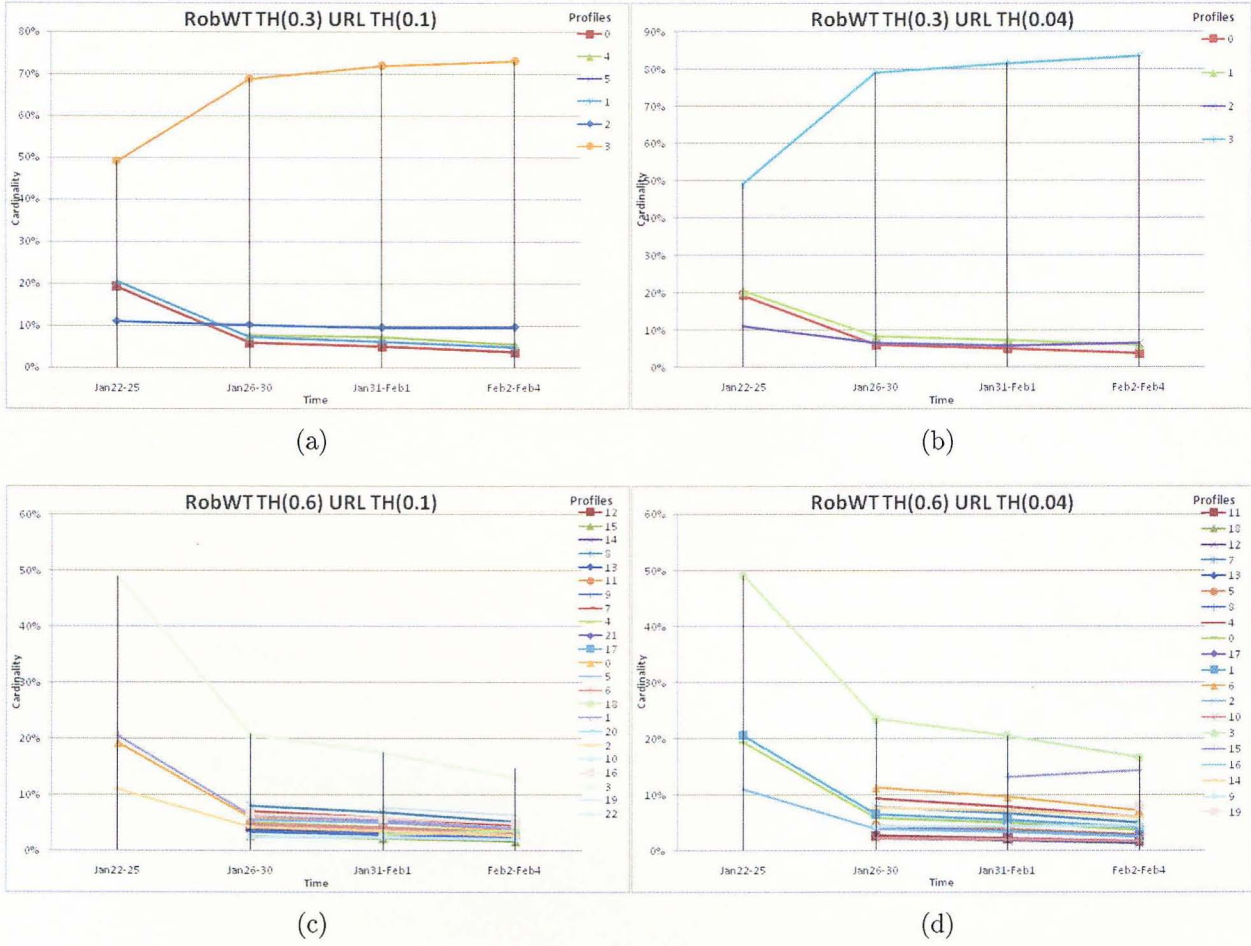 RobWT TH(0.3) URL TH(0.1)
Profiles
0
4
5
1
2
3
80%
70%
60%
50%
40%
30%
20%
10%
0%
Cardinality
Jan22-25
Jan26-30
Jan31-Feb1
Feb2-Feb4
Time
(a)
RobWT TH(0.3) URL TH(0.04)
Profiles
0
1
2
3
90%
80%
70%
60%
50%
40%
30%
20%
10%
0%
Cardinality
Jan22-25
Jan26-30
Jan31-Feb1
Feb2-Feb4
Time
(b)
RobWT TH(0.6) URL TH(0.1)
Profiles
12
15
14
8
13
11
9
7
4
21
17
0
5
6
18
1
20
2
10
16
3
19
22
60%
50%
40%
30%
20%
10%
0%
Cardinality
Jan22-25
Jan26-30
Jan31-Feb1
Feb2-Feb4
Time
(c)
RobWT TH(0.6) URL TH(0.04)
Profiles
11
18
12
7
13
5
8
4
0
17
1
6
2
10
3
15
16
14
9
19
60%
50%
40%
30%
20%
10%
0%
Cardinality
Jan22-25
Jan26-30
Jan31-Feb1
Feb2-Feb4
Time
(d)